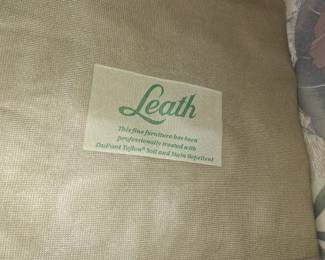 Leath
This fine furniture has been
professionally treated with
DuPont Teflon® Soil and Stain Repellent